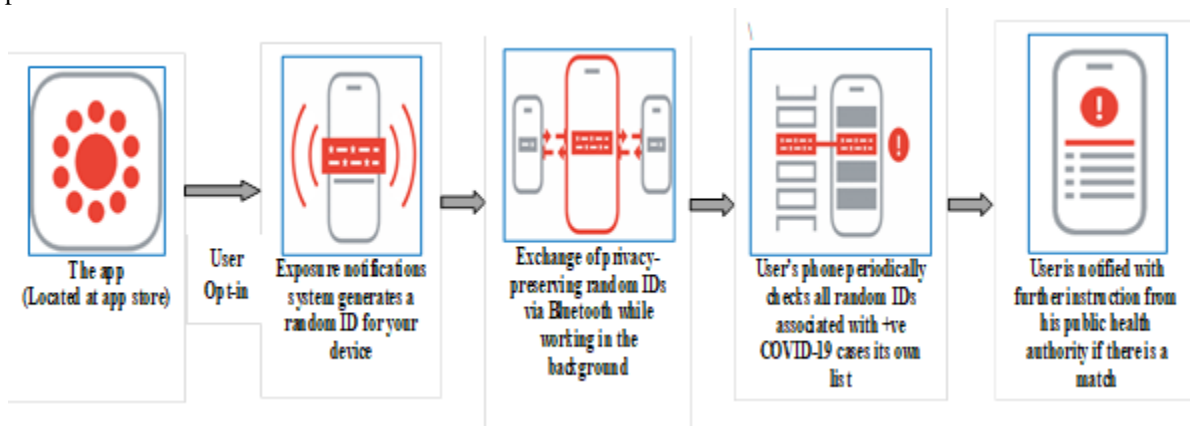 The app
(Located at app store)
User
Opt-in
Exposure notifications
system generates a
random ID for your
device
Exchange of privacy-
preserving random IDs
via Bluetooth while
working in the
background
User's phone periodically
checks all random IDs
associated with +ve
COVID-19 cases its own
list
User is notified with
further instruction from
his public health
authority if there is a
match